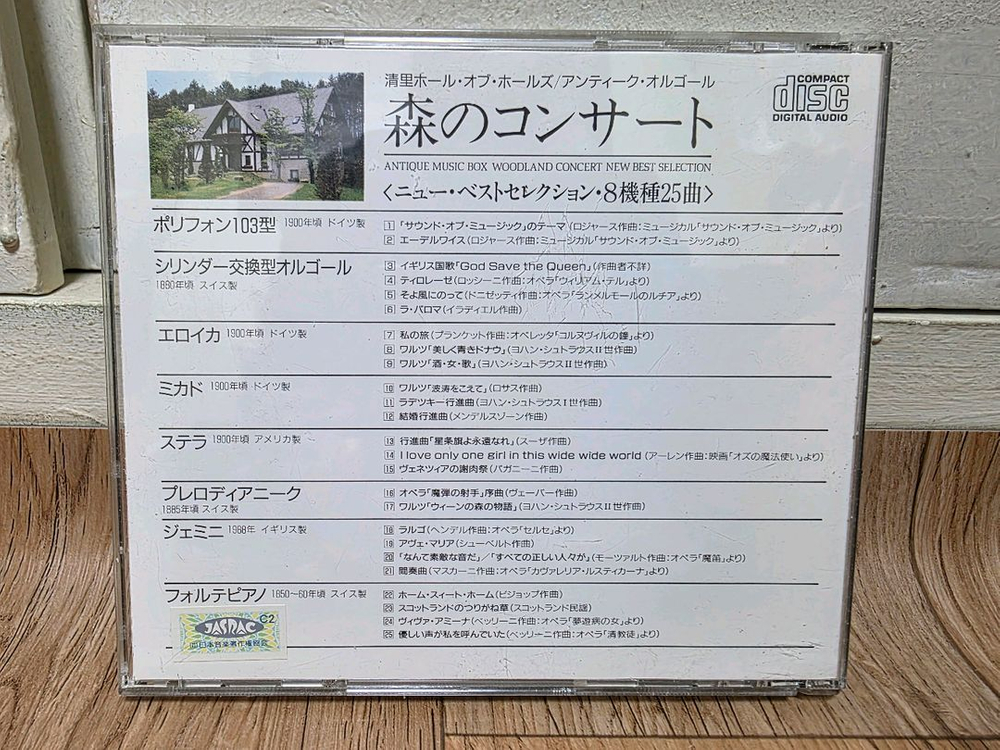 清里ホール・オブ・ホールズ/アンティーク・オルゴール
森のコンサート
ANTIQUE MUSIC BOX WOODLAND CONCERT NEW BEST SELECTION
〈ニュー・ベストセレクション・8機種25曲〉
COMPACT
disc
DIGITAL AUDIO
ポリフォン103型 1900年頃 ドイツ製
1 「サウンド・オブ・ミュージック」のテーマ(ロジャース作曲:ミュージカル「サウンド・オブ・ミュージック」より)
2 エーデルワイス(ロジャース作曲:ミュージカル「サウンド・オブ・ミュージック」より)
シリンダー交換型オルゴール
1890年頃 スイス製
3 イギリス国歌「God Save the Queen」(作曲者不詳)
4 ティロレーゼ(ロッシーニ作曲:オペラ「ウィリアム・テル」より)
5 そよ風にのって(ドニゼッティ作曲:オペラ「ランメルモールのルチア」より)
6 ラ・パロマ(イラディエル作曲)
エロイカ 1900年頃 ドイツ製
7 私の旅(プランケット作曲:オペレッタ「コルヌヴィルの鐘」より)
8 ワルツ「美しく青きドナウ」(ヨハン・シュトラウスII世作曲)
9 ワルツ「酒・女・歌」(ヨハン・シュトラウスII世作曲)
ミカド 1900年頃 ドイツ製
10 ワルツ「波涛をこえて」(ロサス作曲)
11 ラデツキー行進曲(ヨハン・シュトラウスI世作曲)
12 結婚行進曲(メンデルスゾーン作曲)
ステラ 1900年頃 アメリカ製
13 行進曲「星条旗よ永遠なれ」(スーザ作曲)
14 I love only one girl in this wide wide world (アーレン作曲:映画「オズの魔法使い」より)
15 ヴェネツィアの謝肉祭(パガニーニ作曲)
プレロディアニーク
1885年頃 スイス製
16 オペラ「魔弾の射手」序曲(ヴェーバー作曲)
17 ワルツ「ウィーンの森の物語」(ヨハン・シュトラウスII世作曲)
ジェミニ 1988年 イギリス製
18 ラルゴ(ヘンデル作曲:オペラ「セルセ」より)
19 アヴェ・マリア(シューベルト作曲)
20 「なんて素敵な音だ」/「すべての正しい人々が」(モーツァルト作曲:オペラ「魔笛」より)
21 間奏曲(マスカーニ作曲:オペラ「カヴァレリア・ルスティカーナ」より)
フォルテピアノ 1850〜60年頃 スイス製
22 ホーム・スィート・ホーム(ビショップ作曲)
23 スコットランドのつりがね草(スコットランド民謡)
24 ヴィヴァ・アミーナ(ベッリーニ作曲:オペラ「夢遊病の女」より)
25 優しい声が私を呼んでいた(ベッリーニ作曲:オペラ「清教徒」より)
C2
JASRAC
日本音楽著作権協会